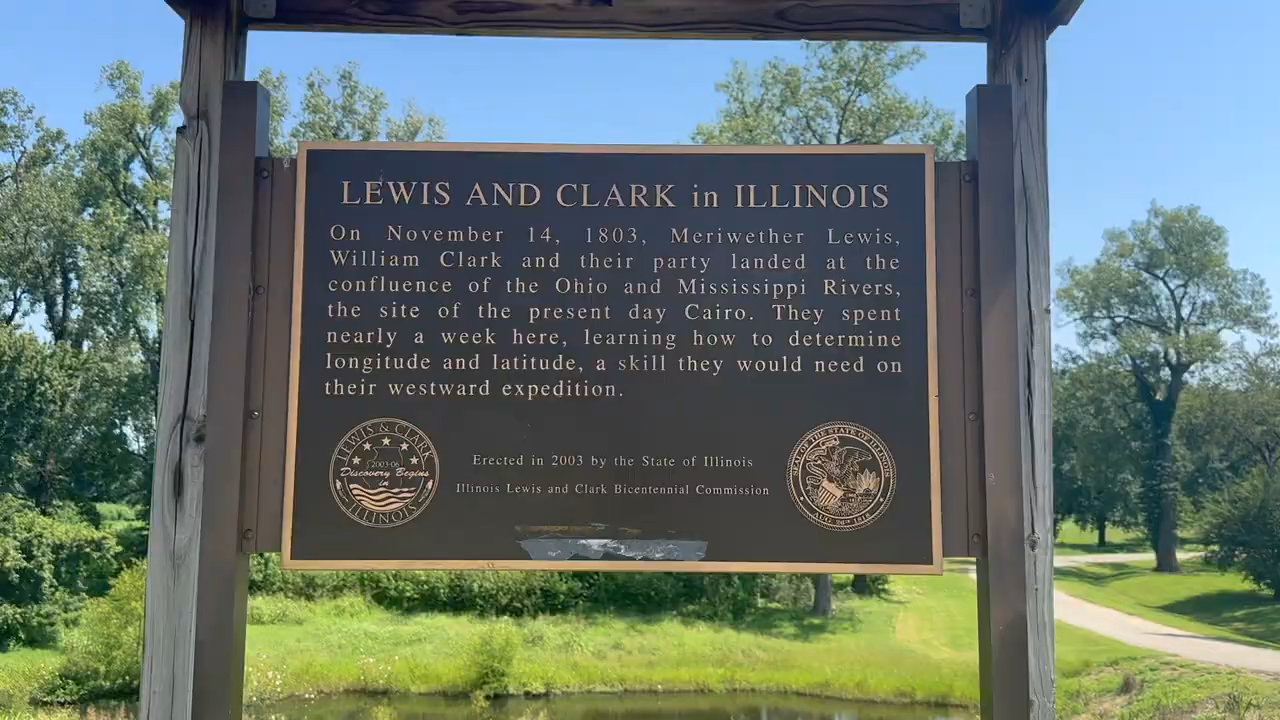 LEWIS AND CLARK in ILLINOIS
On November 14, 1803, Meriwether Lewis,
William Clark and their party landed at the
confluence of the Ohio and Mississippi Rivers,
the site of the present day Cairo. They spent
nearly a week here, learning how to determine
longitude and latitude, a skill they would need on
their westward expedition.
LEWIS & CLARK
2003-06
Discovery Begins
in
ILLINOIS
Erected in 2003 by the State of Illinois
Illinois Lewis and Clark Bicentennial Commission
SEAL OF THE STATE OF ILLINOIS
AUG. 26TH 1818